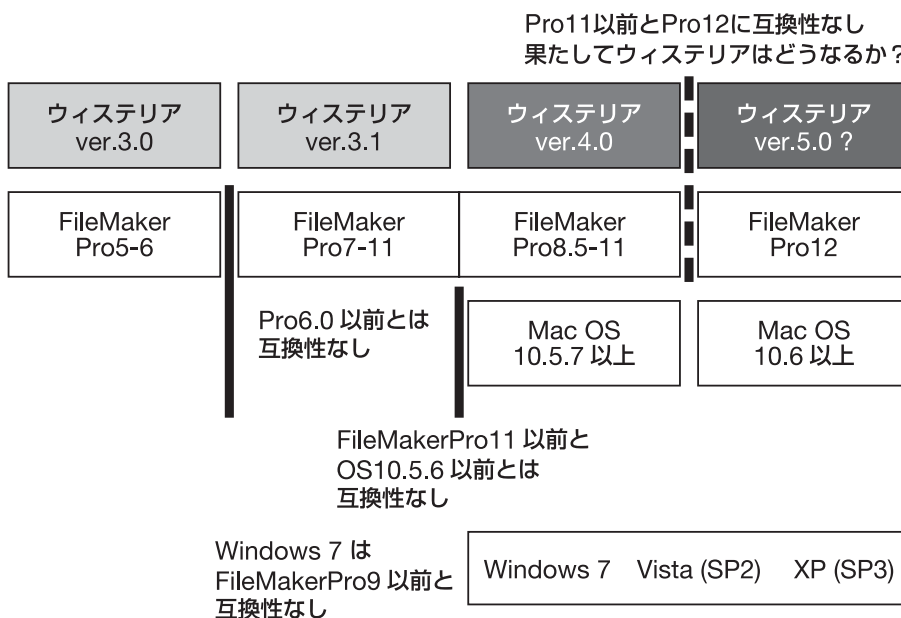 Pro11以前とPro12に互換性なし
果たしてウィステリアはどうなるか?
ウィステリア
ver.3.0
ウィステリア
ver.3.1
ウィステリア
ver.4.0
ウィステリア
ver.5.0 ?
FileMaker
Pro5-6
FileMaker
Pro7-11
FileMaker
Pro8.5-11
FileMaker
Pro12
Pro6.0 以前とは
互換性なし
Mac OS
10.5.7 以上
Mac OS
10.6 以上
FileMakerPro11 以前と
OS10.5.6 以前とは
互換性なし
Windows 7 は
FileMakerPro9 以前と
互換性なし
Windows 7 Vista (SP2) XP (SP3)